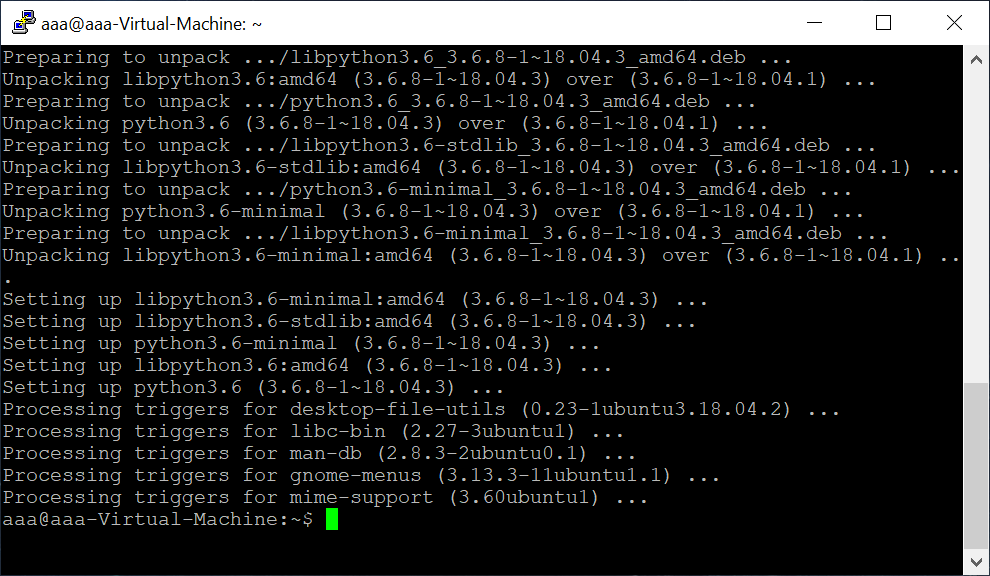 aaa@aaa-Virtual-Machine: ~
Preparing to unpack .../libpython3.6_3.6.8-1~18.04.3_amd64.deb ...
Unpacking libpython3.6:amd64 (3.6.8-1~18.04.3) over (3.6.8-1~18.04.1) ...
Preparing to unpack .../python3.6_3.6.8-1~18.04.3_amd64.deb ...
Unpacking python3.6 (3.6.8-1~18.04.3) over (3.6.8-1~18.04.1) ...
Preparing to unpack .../libpython3.6-stdlib_3.6.8-1~18.04.3_amd64.deb ...
Unpacking libpython3.6-stdlib:amd64 (3.6.8-1~18.04.3) over (3.6.8-1~18.04.1) ...
Preparing to unpack .../python3.6-minimal_3.6.8-1~18.04.3_amd64.deb ...
Unpacking python3.6-minimal (3.6.8-1~18.04.3) over (3.6.8-1~18.04.1) ...
Preparing to unpack .../libpython3.6-minimal_3.6.8-1~18.04.3_amd64.deb ...
Unpacking libpython3.6-minimal:amd64 (3.6.8-1~18.04.3) over (3.6.8-1~18.04.1) ..
.
Setting up libpython3.6-minimal:amd64 (3.6.8-1~18.04.3) ...
Setting up libpython3.6-stdlib:amd64 (3.6.8-1~18.04.3) ...
Setting up python3.6-minimal (3.6.8-1~18.04.3) ...
Setting up libpython3.6:amd64 (3.6.8-1~18.04.3) ...
Setting up python3.6 (3.6.8-1~18.04.3) ...
Processing triggers for desktop-file-utils (0.23-1ubuntu3.18.04.2) ...
Processing triggers for libc-bin (2.27-3ubuntu1) ...
Processing triggers for man-db (2.8.3-2ubuntu0.1) ...
Processing triggers for gnome-menus (3.13.3-11ubuntu1.1) ...
Processing triggers for mime-support (3.60ubuntu1) ...
aaa@aaa-Virtual-Machine:~$